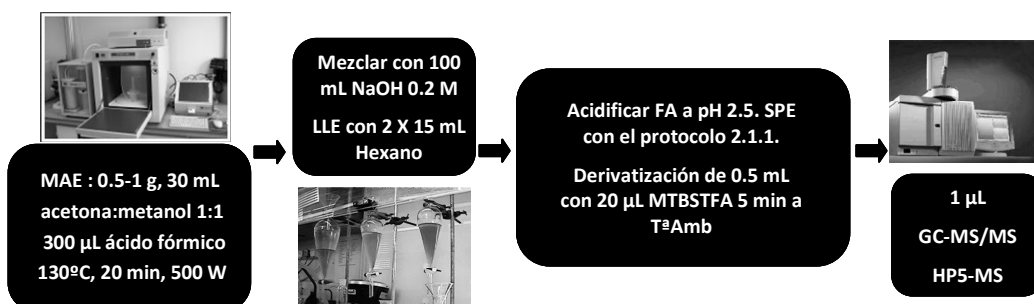 MAE : 0.5-1 g, 30 mL
acetona:metanol 1:1
300 µL ácido fórmico
130ºC, 20 min, 500 W
Mezclar con 100
mL NaOH 0.2 M
LLE con 2 X 15 mL
Hexano
Acidificar FA a pH 2.5. SPE
con el protocolo 2.1.1.
Derivatización de 0.5 mL
con 20 µL MTBSTFA 5 min a
TªAmb
1 µL
GC-MS/MS
HP5-MS